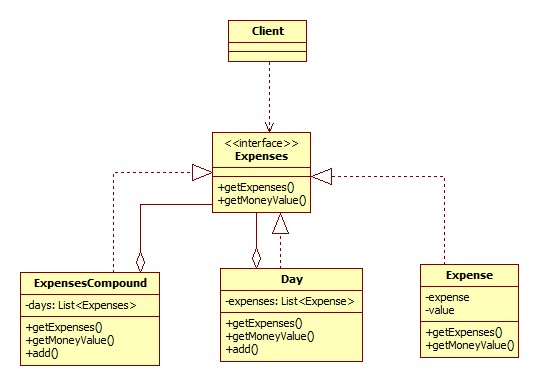 Client
<<interface>>
Expenses
+getExpenses()
+getMoneyValue()
ExpensesCompound
-days: List<Expenses>
+getExpenses()
+getMoneyValue()
+add()
Day
-expenses: List<Expense>
+getExpenses()
+getMoneyValue()
+add()
Expense
-expense
-value
+getExpenses()
+getMoneyValue()